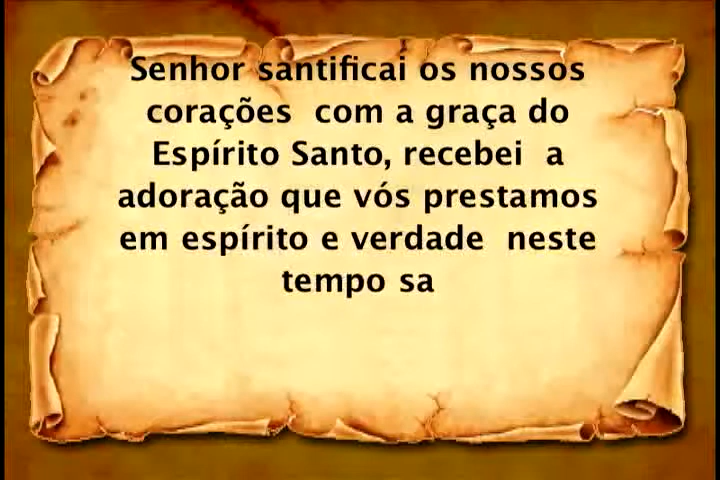 Senhor santificai os nossos
corações com a graça do
Espírito Santo, recebei a
adoração que vós prestamos
em espírito e verdade neste
tempo sa